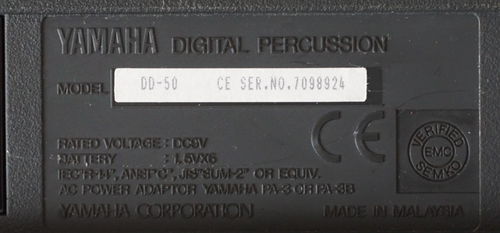 YAMAHA DIGITAL PERCUSSION
MODEL DD-50 CE SER.NO.7098924
RATED VOLTAGE : DC9V
BATTERY : 1.5VX6
IEC"R-14", ANSI"C", JIS"SUM-2" OR EQUIV.
AC POWER ADAPTOR YAMAHA PA-3 OR PA-3B
YAMAHA CORPORATION MADE IN MALAYSIA
CE
VERIFIED
EMC
SEMKO